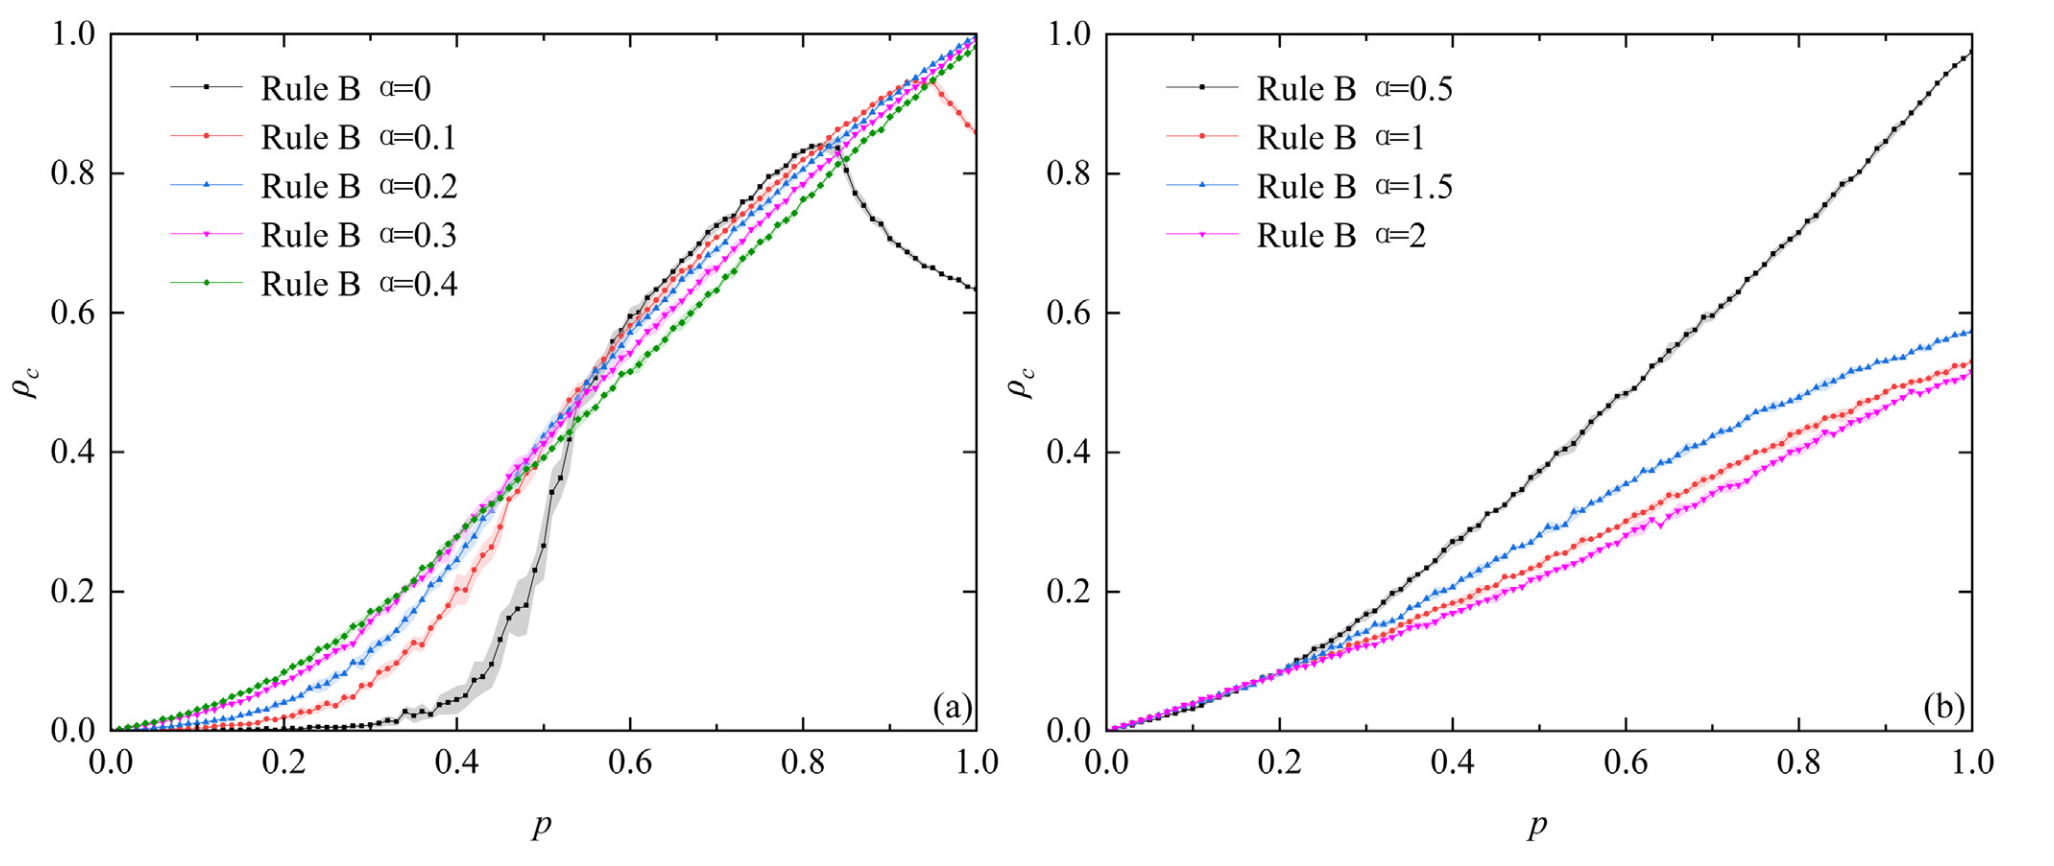 1.0
0.8
0.6
0.4
0.2
0.0
ρc
Rule B α=0
Rule B α=0.1
Rule B α=0.2
Rule B α=0.3
Rule B α=0.4
(a)
0.0 0.2 0.4 0.6 0.8 1.0
p
1.0
0.8
0.6
0.4
0.2
0.0
ρc
Rule B α=0.5
Rule B α=1
Rule B α=1.5
Rule B α=2
(b)
0.0 0.2 0.4 0.6 0.8 1.0
p